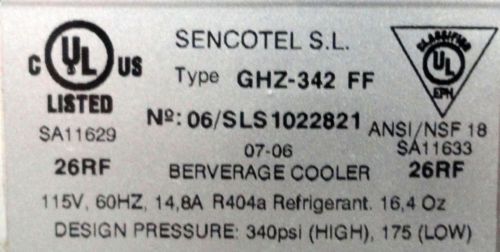 SENCOTEL S.L.
C UL US
LISTED
SA11629
26RF
Type GHZ-342 FF
Nº: 06/SLS1022821
07-06
BERVERAGE COOLER
CLASSIFIED
UL
EPH
ANSI/NSF 18
SA11633
26RF
115V, 60HZ, 14,8A R404a Refrigerant. 16,4 Oz
DESIGN PRESSURE: 340psi (HIGH), 175 (LOW)